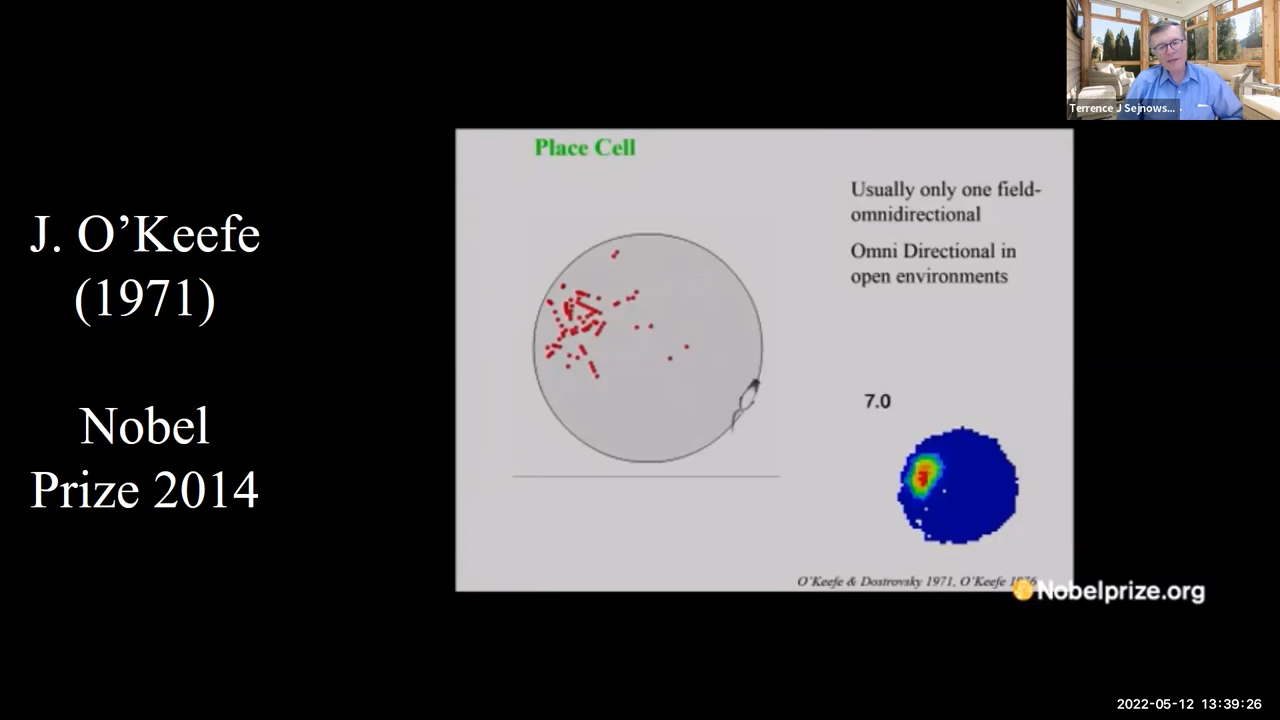 Terrence J Sejnows...
Place Cell
Usually only one field-
omnidirectional
Omni Directional in
open environments
J. O’Keefe
(1971)
Nobel
Prize 2014
7.0
O’Keefe & Dostrovsky 1971, O’Keefe 1976
Nobelprize.org
2022-05-12 13:39:26